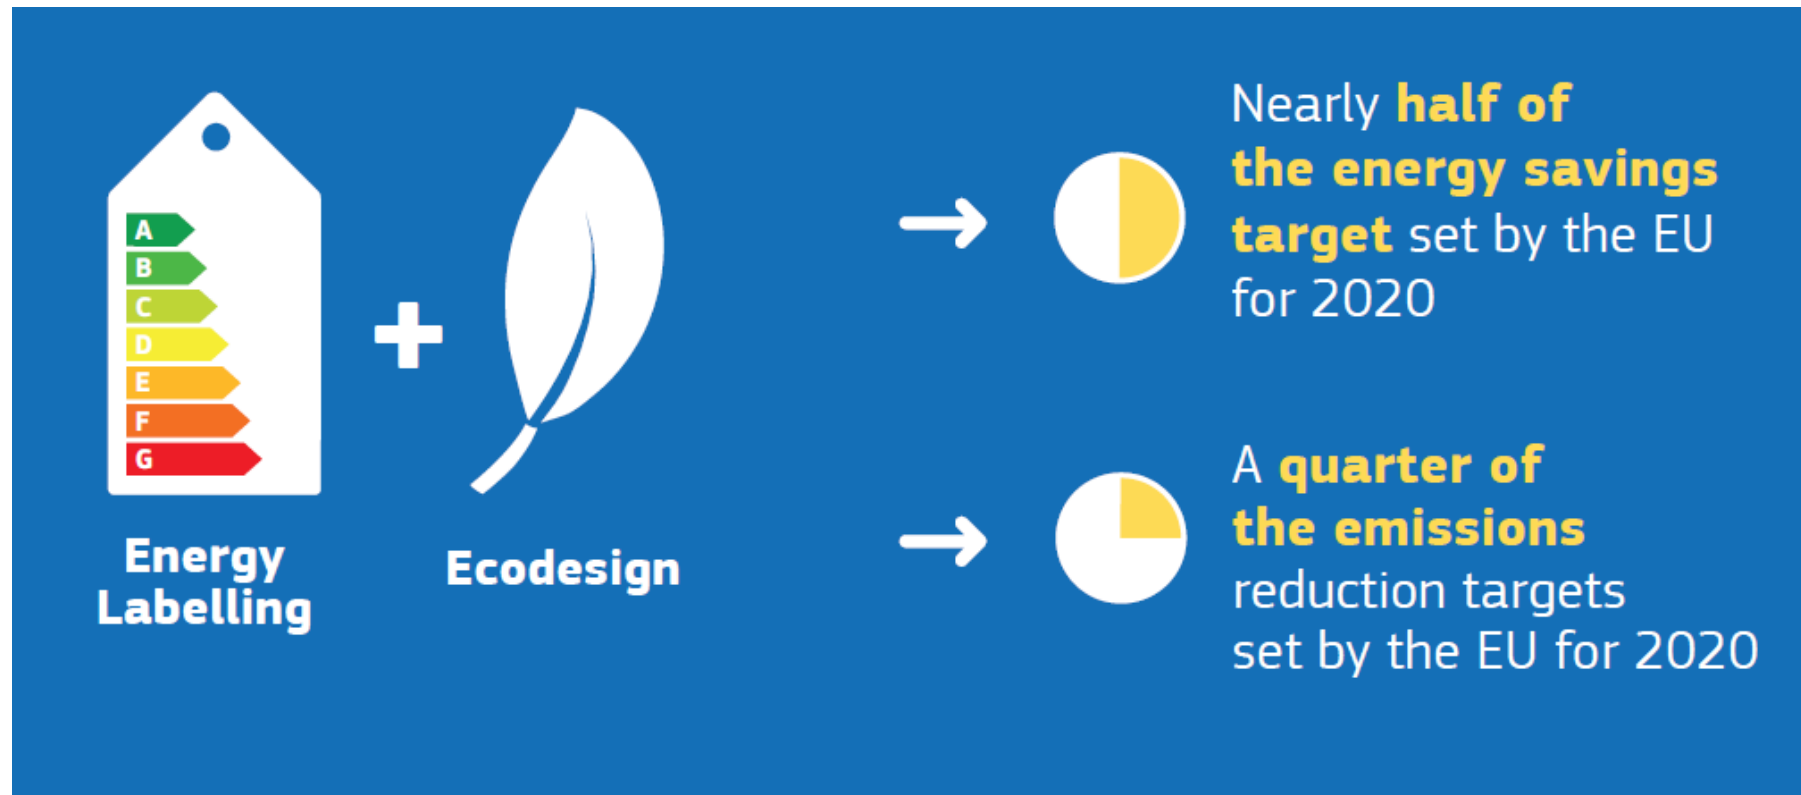 A
B
C
D
E
F
G
Energy
Labelling
Ecodesign
Nearly half of
the energy savings
target set by the EU
for 2020
A quarter of
the emissions
reduction targets
set by the EU for 2020